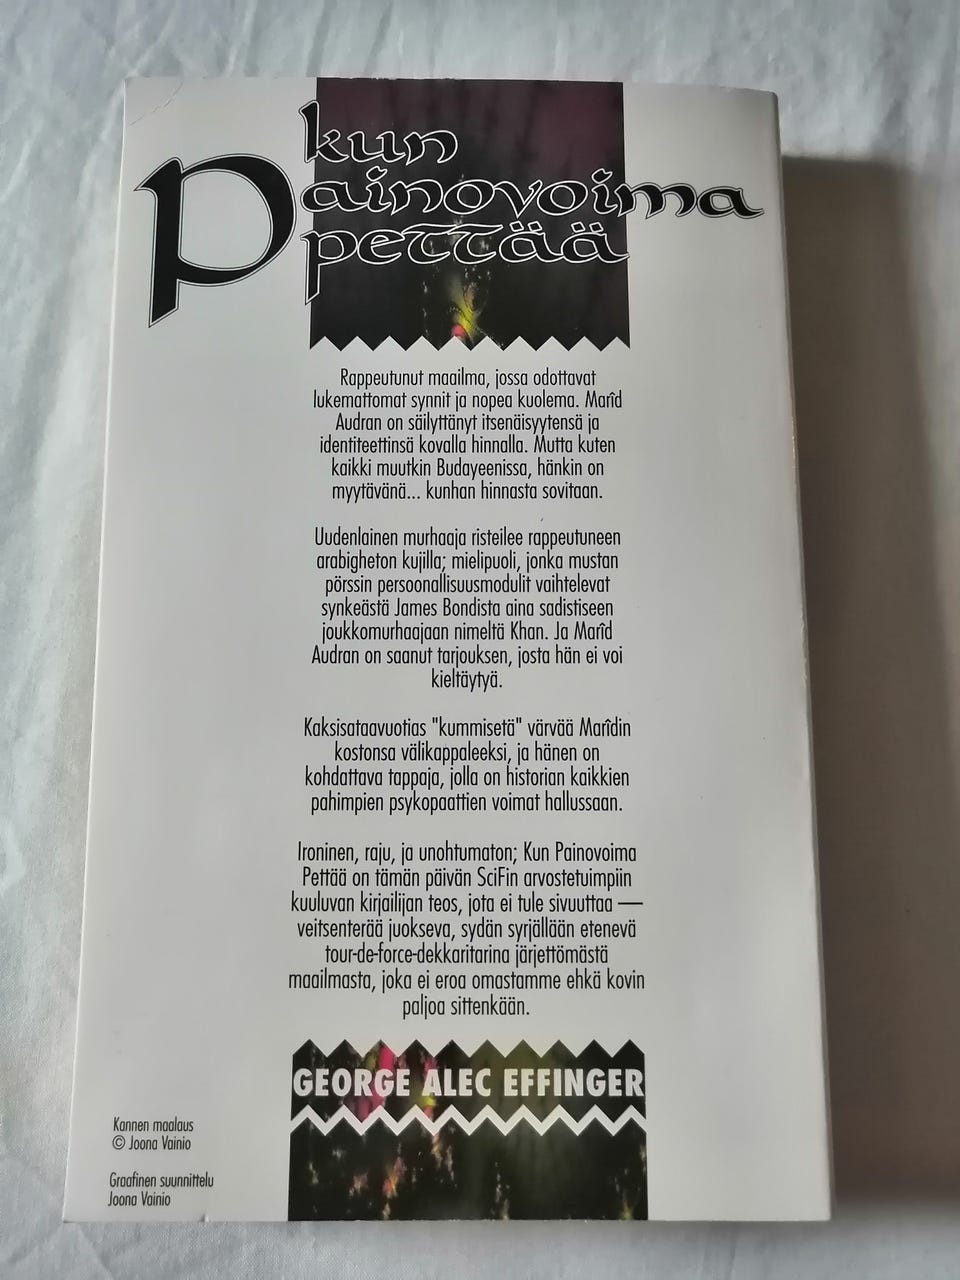 kun
Painovoima
pettää
Rappeutunut maailma, jossa odottavat
lukemattomat synnit ja nopea kuolema. Marîd
Audran on säilyttänyt itsenäisyytensä ja
identiteettinsä kovalla hinnalla. Mutta kuten
kaikki muutkin Budayeenissa, hänkin on
myytävänä... kunhan hinnasta sovitaan.
Uudenlainen murhaaja risteilee rappeutuneen
arabigheton kujilla; mielipuoli, jonka mustan
pörssin persoonallisuusmodulit vaihtelevat
synkeästä James Bondista aina sadistiseen
joukkomurhaajaan nimeltä Khan. Ja Marîd
Audran on saanut tarjouksen, josta hän ei voi
kieltäytyä.
Kaksisataavuotias "kummisetä" värvää Marîdin
kostonsa välikappaleeksi, ja hänen on
kohdattava tappaja, jolla on historian kaikkien
pahimpien psykopaattien voimat hallussaan.
Ironinen, raju, ja unohtumaton; Kun Painovoima
Pettää on tämän päivän SciFin arvostetuimpiin
kuuluvan kirjailijan teos, jota ei tule sivuuttaa —
veitsenterää juokseva, sydän syrjällään etenevä
tour-de-force-dekkaritarina järjettömästä
maailmasta, joka ei eroa omastamme ehkä kovin
paljoa sittenkään.
GEORGE ALEC EFFINGER
Kannen maalaus
© Joona Vainio
Graafinen suunnittelu
Joona Vainio